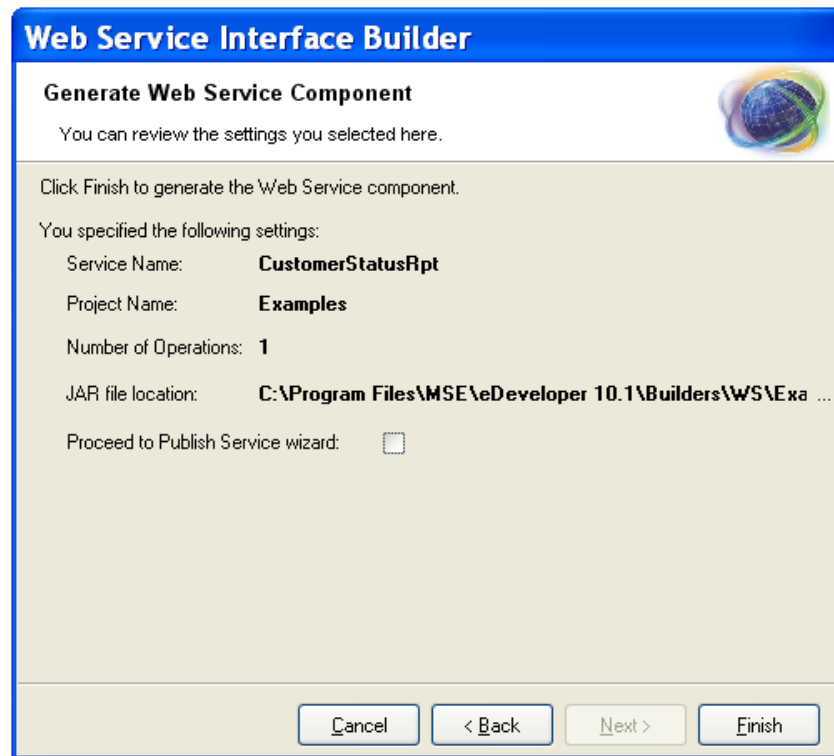 Web Service Interface Builder
Generate Web Service Component
You can review the settings you selected here.
Click Finish to generate the Web Service component.
You specified the following settings:
Service Name: CustomerStatusRpt
Project Name: Examples
Number of Operations: 1
JAR file location: C:\Program Files\MSE\eDeveloper 10.1\Builders\WS\Exa ...
Proceed to Publish Service wizard:
Cancel < Back Next > Finish